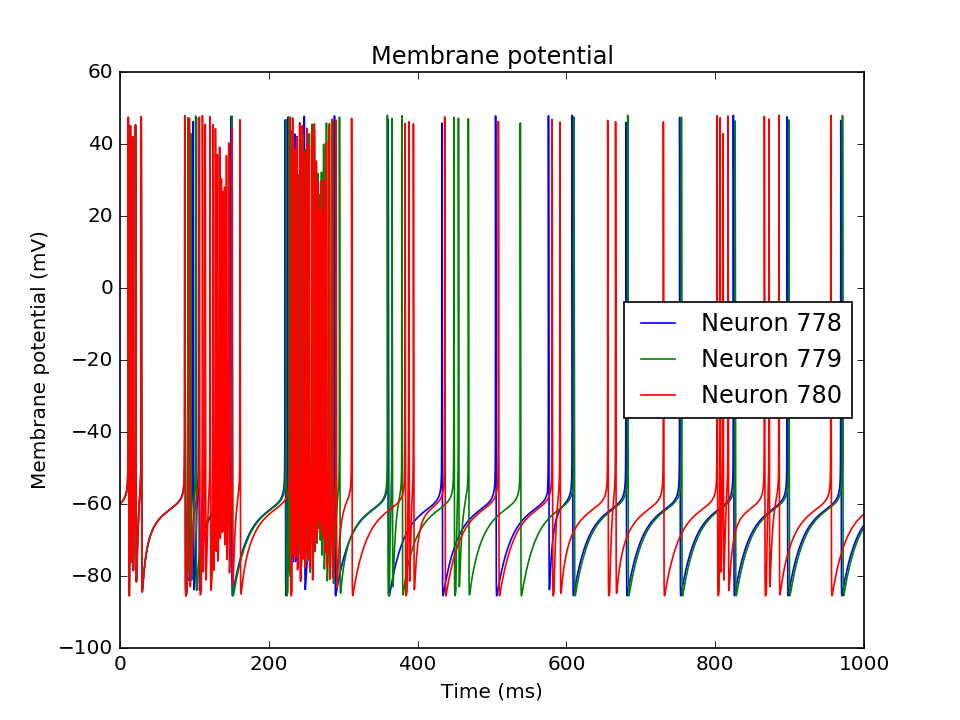 Membrane potential
60
40
20
0
−20
−40
−60
−80
−100
Membrane potential (mV)
Neuron 778
Neuron 779
Neuron 780
0 200 400 600 800 1000
Time (ms)